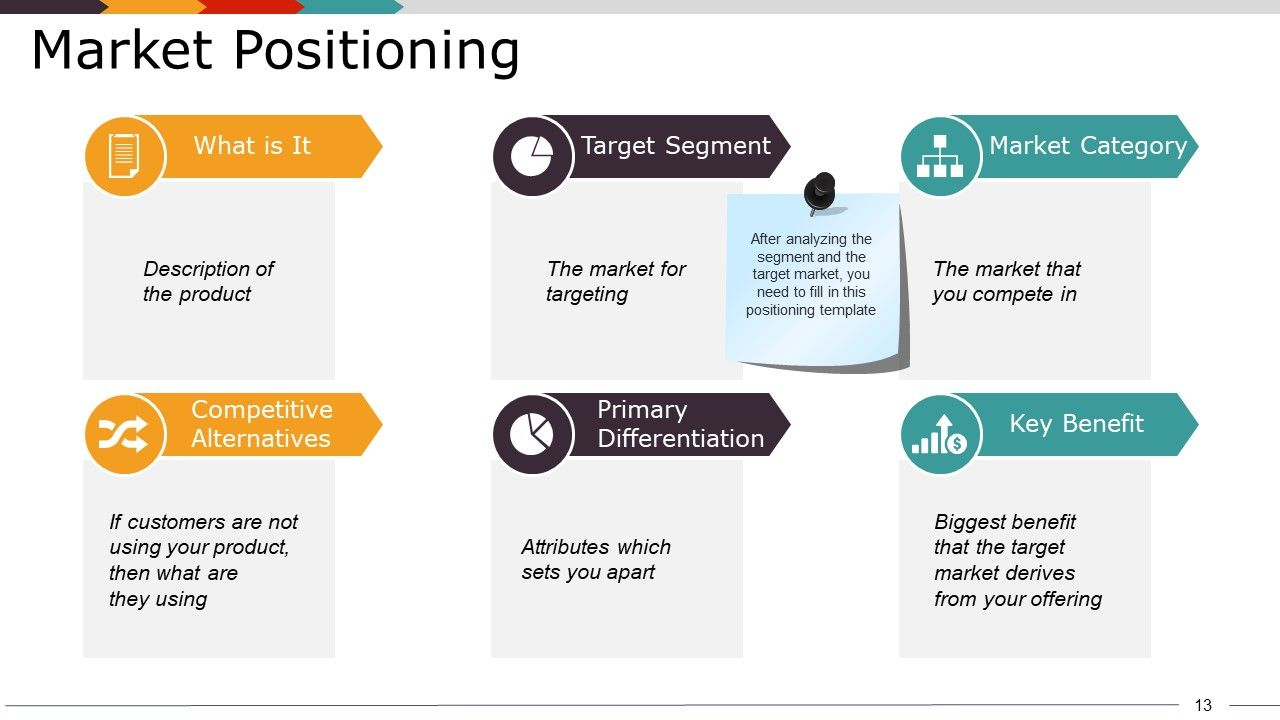 Market Positioning
What is It
Description of
the product
Target Segment
The market for
targeting
After analyzing the
segment and the
target market, you
need to fill in this
positioning template
Market Category
The market that
you compete in
Competitive
Alternatives
If customers are not
using your product,
then what are
they using
Primary
Differentiation
Attributes which
sets you apart
Key Benefit
$
Biggest benefit
that the target
market derives
from your offering
13